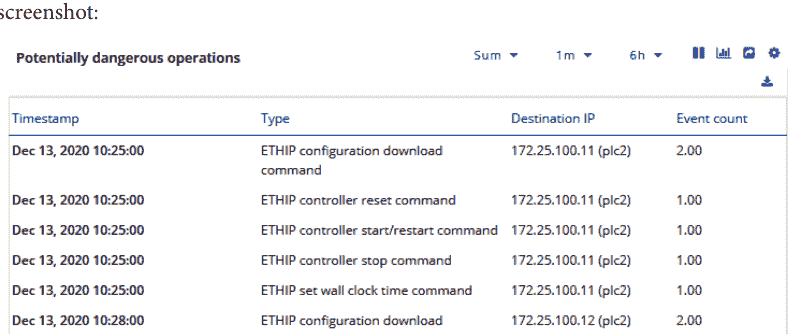 screenshot:
Potentially dangerous operations Sum 1m 6h
Timestamp Type Destination IP Event count
Dec 13, 2020 10:25:00 ETHIP configuration download command 172.25.100.11 (plc2) 2.00
Dec 13, 2020 10:25:00 ETHIP controller reset command 172.25.100.11 (plc2) 1.00
Dec 13, 2020 10:25:00 ETHIP controller start/restart command 172.25.100.11 (plc2) 1.00
Dec 13, 2020 10:25:00 ETHIP controller stop command 172.25.100.11 (plc2) 1.00
Dec 13, 2020 10:25:00 ETHIP set wall clock time command 172.25.100.11 (plc2) 1.00
Dec 13, 2020 10:28:00 ETHIP configuration download 172.25.100.12 (plc2) 2.00